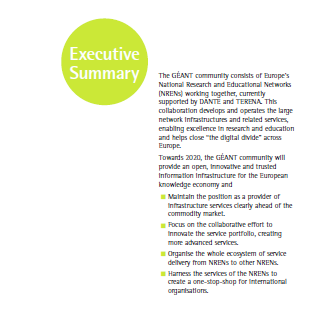 Executive
Summary
The GÉANT community consists of Europe's
National Research and Educational Networks
(NRENs) working together, currently
supported by DANTE and TERENA. This
collaboration develops and operates the large
network infrastructures and related services,
enabling excellence in research and education
and helps close "the digital divide" across
Europe.
Towards 2020, the GÉANT community will
provide an open, innovative and trusted
information infrastructure for the European
knowledge economy and
Maintain the position as a provider of
infrastructure services clearly ahead of the
commodity market.
Focus on the collaborative effort to
innovate the service portfolio, creating
more advanced services.
Organise the whole ecosystem of service
delivery from NRENs to other NRENs.
Harness the services of the NRENs to
create a one-stop-shop for international
organisations.